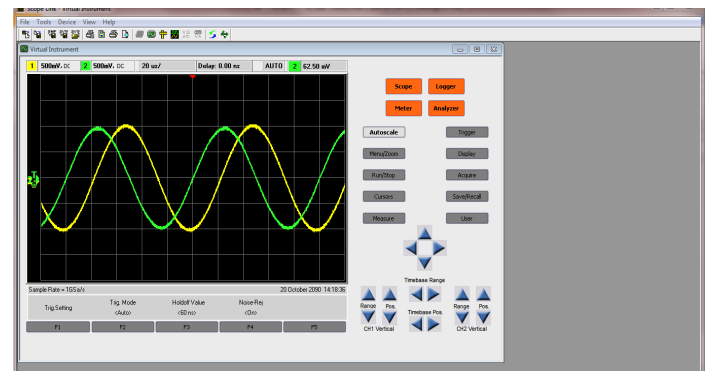 Scope Link - Virtual Instrument
File Tools Device View Help
Virtual Instrument
1 500mV/ DC 2 500mV/ DC 20 us/ Delay: 0.00 ns AUTO 2 62.50 mV
Scope Logger
Meter Analyzer
Autoscale Trigger
Menu/Zoom Display
Run/Stop Acquire
Cursors Save/Recall
Measure User
Timebase Range
Range Pos. Timebase Pos. Range Pos.
CH1 Vertical CH2 Vertical
Sample Rate = 1GSa/s 20 October 2090 14:18:36
Trig.Setting Trig. Mode Holdoff Value Noise-Rej
<Auto> <60 ns> <On>
F1 F2 F3 F4 F5